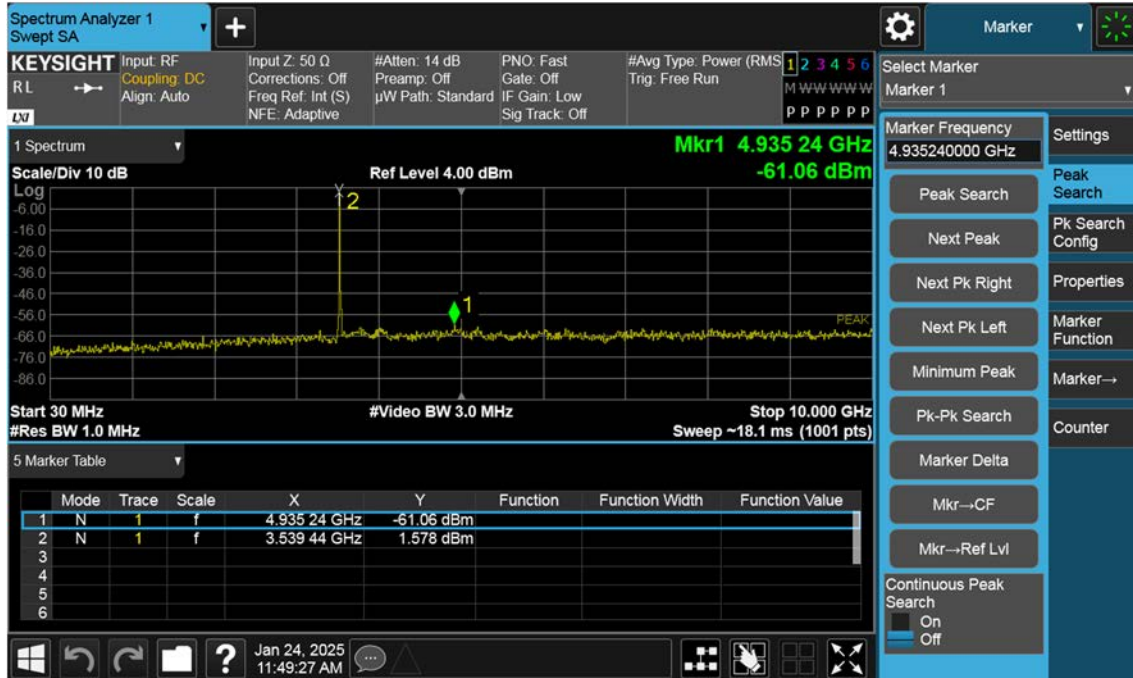 Spectrum Analyzer 1
Swept SA
+
Marker
KEYSIGHT
RL
LXI
Input: RF
Coupling: DC
Align: Auto
Input Z: 50 Ω
Corrections: Off
Freq Ref: Int (S)
NFE: Adaptive
#Atten: 14 dB
Preamp: Off
µW Path: Standard
PNO: Fast
Gate: Off
IF Gain: Low
Sig Track: Off
#Avg Type: Power (RMS
Trig: Free Run
1 2 3 4 5 6
M W W W W W
P P P P P P
Select Marker
Marker 1
1 Spectrum
Mkr1 4.935 24 GHz
-61.06 dBm
Scale/Div 10 dB
Ref Level 4.00 dBm
Log
-6.00
-16.0
-26.0
-36.0
-46.0
-56.0
-66.0
-76.0
-86.0
2
1
PEAK
Start 30 MHz
#Video BW 3.0 MHz
Stop 10.000 GHz
#Res BW 1.0 MHz
Sweep ~18.1 ms (1001 pts)
5 Marker Table
Mode Trace Scale X Y Function Function Width Function Value
1 N 1 f 4.935 24 GHz -61.06 dBm
2 N 1 f 3.539 44 GHz 1.578 dBm
3
4
5
6
Marker Frequency
4.935240000 GHz
Peak Search
Next Peak
Next Pk Right
Next Pk Left
Minimum Peak
Pk-Pk Search
Marker Delta
Mkr→CF
Mkr→Ref Lvl
Continuous Peak
Search
On
Off
Settings
Peak
Search
Pk Search
Config
Properties
Marker
Function
Marker→
Counter
?
Jan 24, 2025
11:49:27 AM